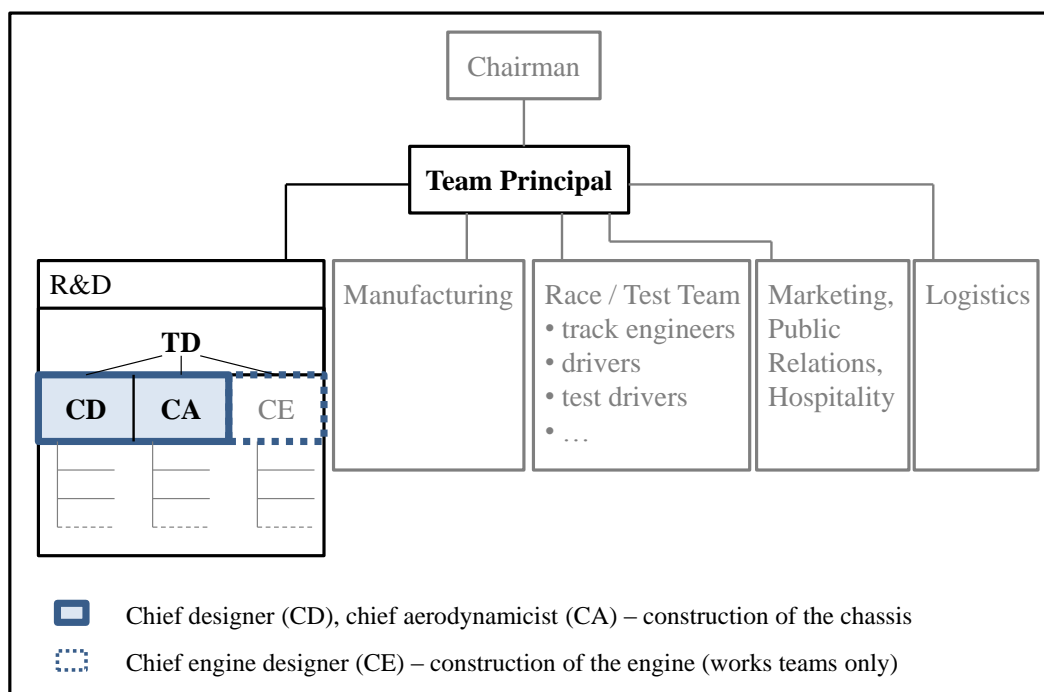 Chairman
Team Principal
R&D
TD
CD
CA
CE
Manufacturing
Race / Test Team
• track engineers
• drivers
• test drivers
• …
Marketing,
Public
Relations,
Hospitality
Logistics
Chief designer (CD), chief aerodynamicist (CA) – construction of the chassis
Chief engine designer (CE) – construction of the engine (works teams only)